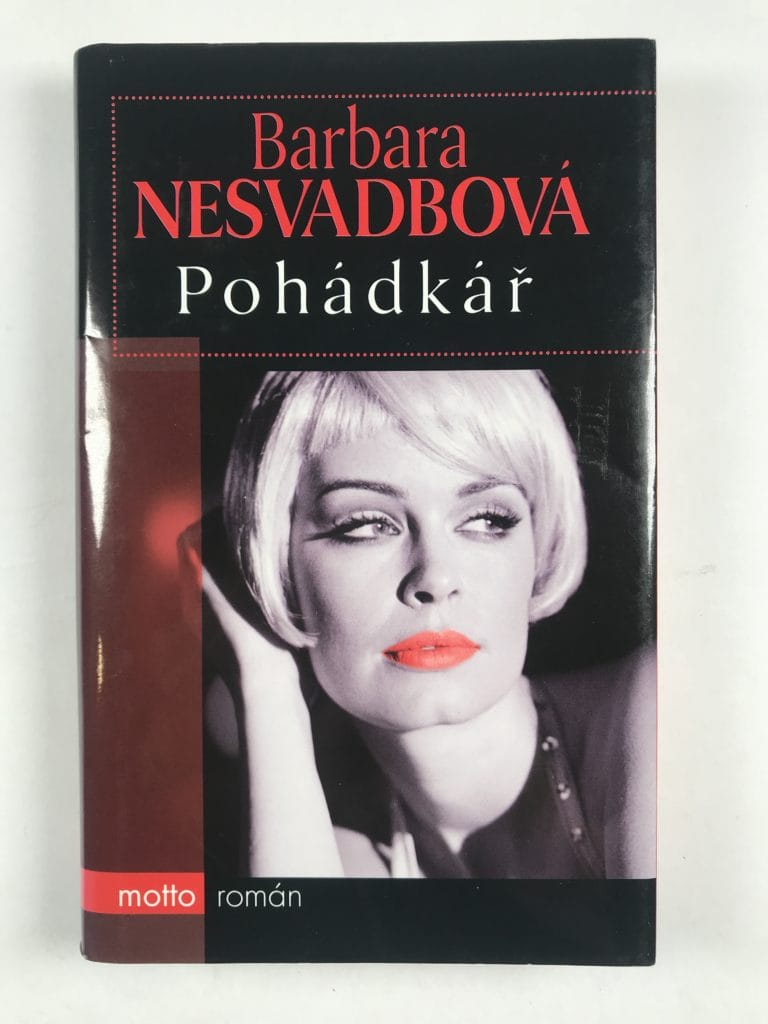 Barbara
NESVADBOVÁ
Pohádkář
motto román